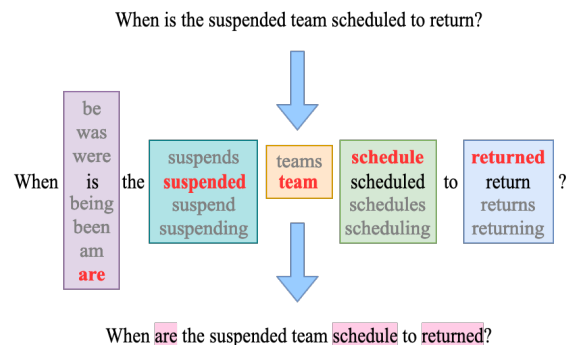 When is the suspended team scheduled to return?
be
was
were
is
being
been
am
are
suspends
suspended
suspend
suspending
teams
team
schedule
scheduled
schedules
scheduling
returned
return
returns
returning
When the to ?
When are the suspended team schedule to returned?